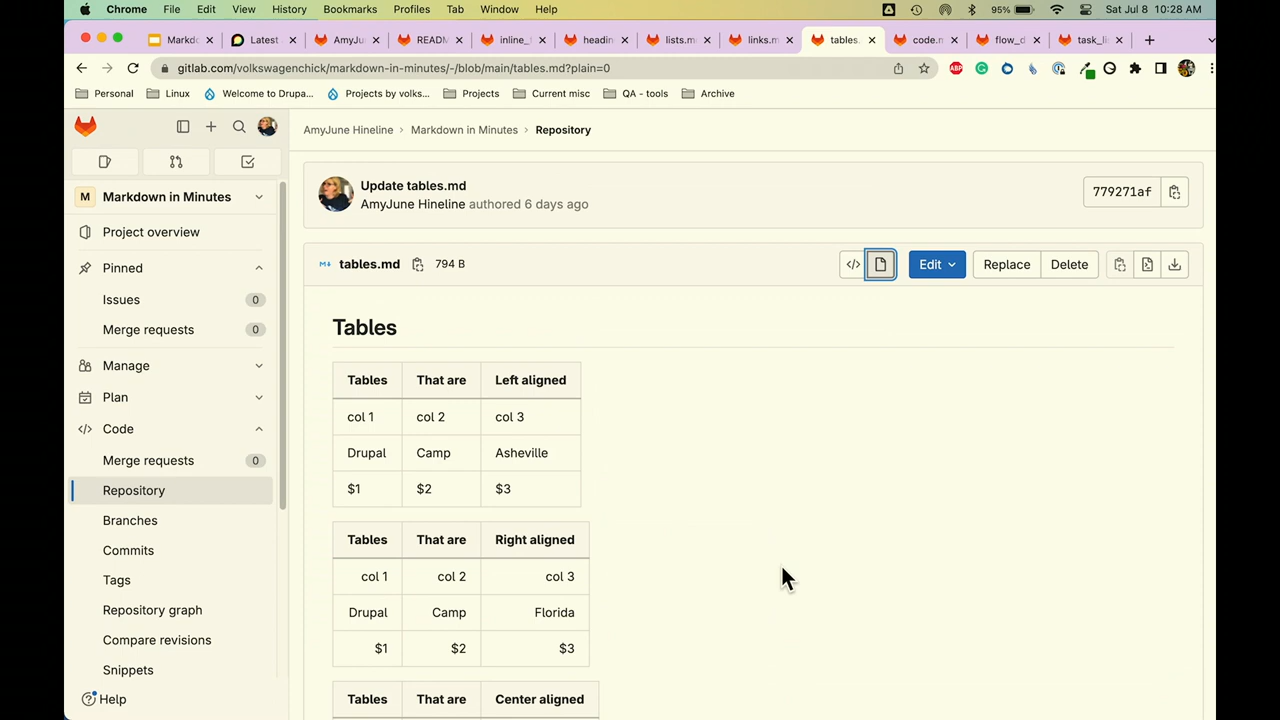 Chrome File Edit View History Bookmarks Profiles Tab Window Help 95% Sat Jul 8 10:28 AM
Markdo Latest AmyJu README inline_ headin lists.m links.m tables. code.m flow_d task_li
gitlab.com/volkswagenchick/markdown-in-minutes/-/blob/main/tables.md?plain=0 ABP
Personal Linux Welcome to Drupa... Projects by volks... Projects Current misc QA - tools Archive
AmyJune Hineline › Markdown in Minutes › Repository
Update tables.md
AmyJune Hineline authored 6 days ago
779271af
M Markdown in Minutes
Project overview
Pinned
Issues 0
Merge requests 0
Manage
Plan
Code
Merge requests 0
Repository
Branches
Commits
Tags
Repository graph
Compare revisions
Snippets
Help
tables.md 794 B
Edit Replace Delete
Tables
Tables That are Left aligned
col 1 col 2 col 3
Drupal Camp Asheville
$1 $2 $3
Tables That are Right aligned
col 1 col 2 col 3
Drupal Camp Florida
$1 $2 $3
Tables That are Center aligned